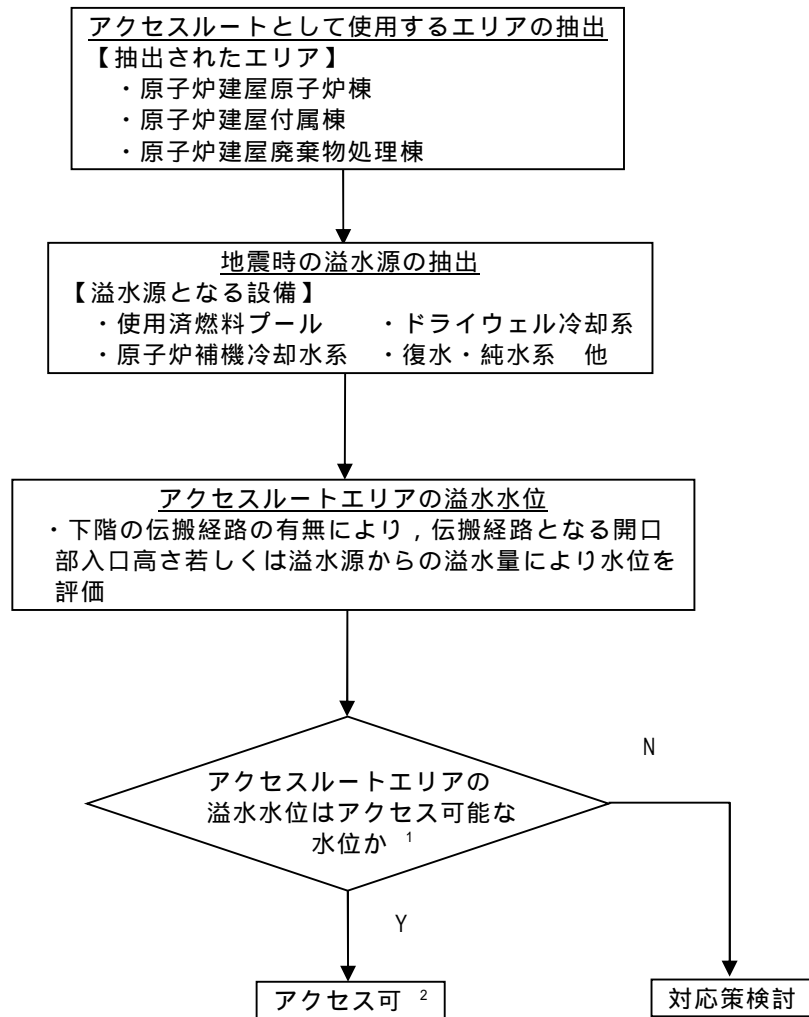 アクセスルートとして使用するエリアの抽出
【抽出されたエリア】
・原子炉建屋原子炉棟
・原子炉建屋付属棟
・原子炉建屋廃棄物処理棟
地震時の溢水源の抽出
【溢水源となる設備】
・使用済燃料プール ・ドライウェル冷却系
・原子炉補機冷却水系 ・復水・純水系 他
アクセスルートエリアの溢水水位
・下階の伝搬経路の有無により,伝搬経路となる開口
部入口高さ若しくは溢水源からの溢水量により水位を
評価
N
アクセスルートエリアの
溢水水位はアクセス可能な
水位か 1
Y
アクセス可 2
対応策検討